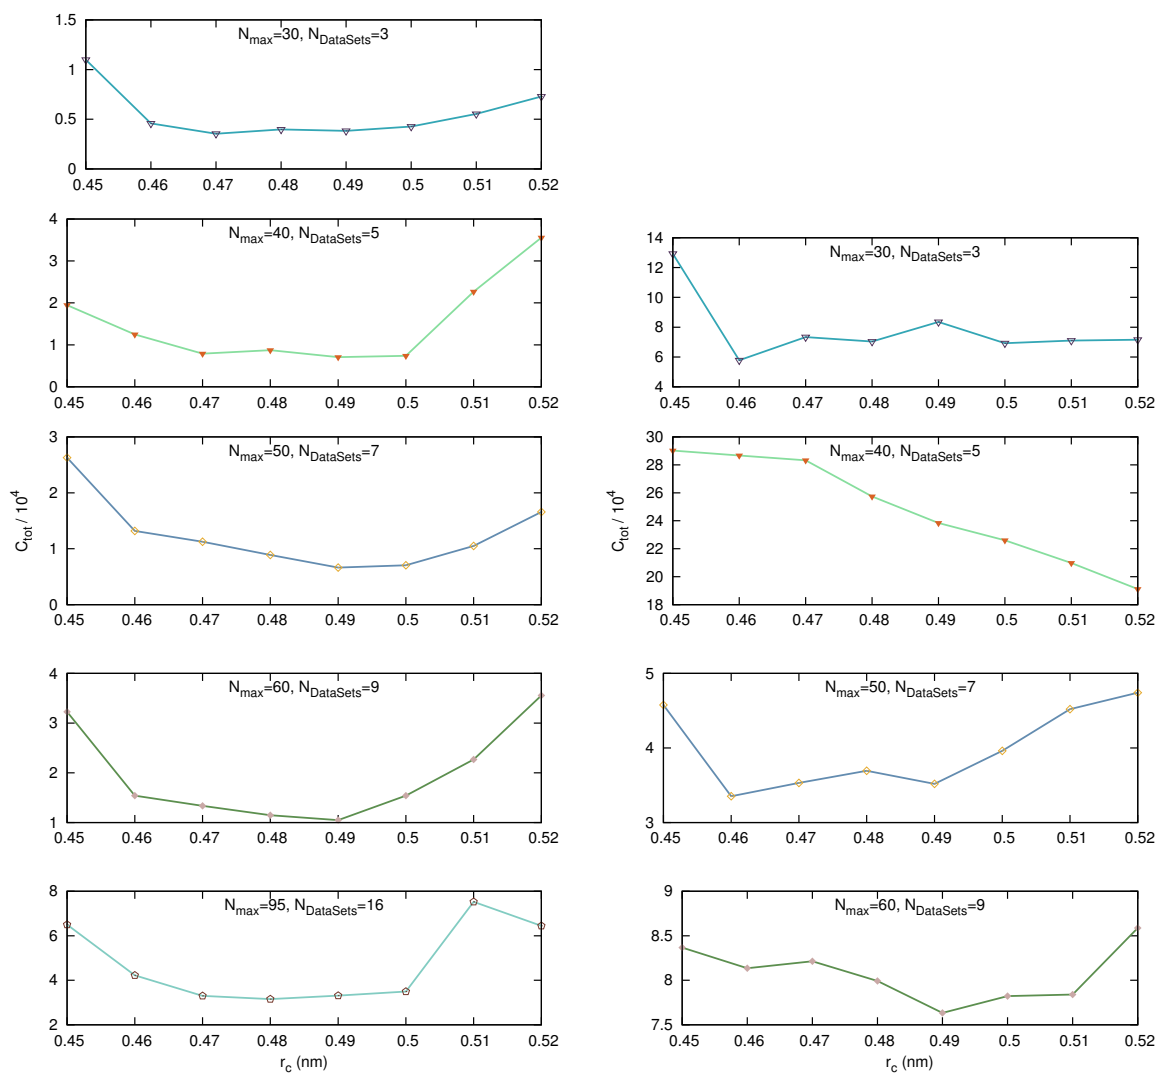 N_max=30, N_DataSets=3
1.5
1
0.5
0
0.45 0.46 0.47 0.48 0.49 0.5 0.51 0.52
N_max=40, N_DataSets=5
4
3
2
1
0
0.45 0.46 0.47 0.48 0.49 0.5 0.51 0.52
N_max=50, N_DataSets=7
3
2
1
0
0.45 0.46 0.47 0.48 0.49 0.5 0.51 0.52
C_tot / 10^4
N_max=60, N_DataSets=9
4
3
2
1
0.45 0.46 0.47 0.48 0.49 0.5 0.51 0.52
N_max=95, N_DataSets=16
8
6
4
2
0.45 0.46 0.47 0.48 0.49 0.5 0.51 0.52
r_c (nm)
N_max=30, N_DataSets=3
14
12
10
8
6
4
0.45 0.46 0.47 0.48 0.49 0.5 0.51 0.52
N_max=40, N_DataSets=5
30
28
26
24
22
20
18
0.45 0.46 0.47 0.48 0.49 0.5 0.51 0.52
C_tot / 10^4
N_max=50, N_DataSets=7
5
4
3
0.45 0.46 0.47 0.48 0.49 0.5 0.51 0.52
N_max=60, N_DataSets=9
9
8.5
8
7.5
0.45 0.46 0.47 0.48 0.49 0.5 0.51 0.52
r_c (nm)